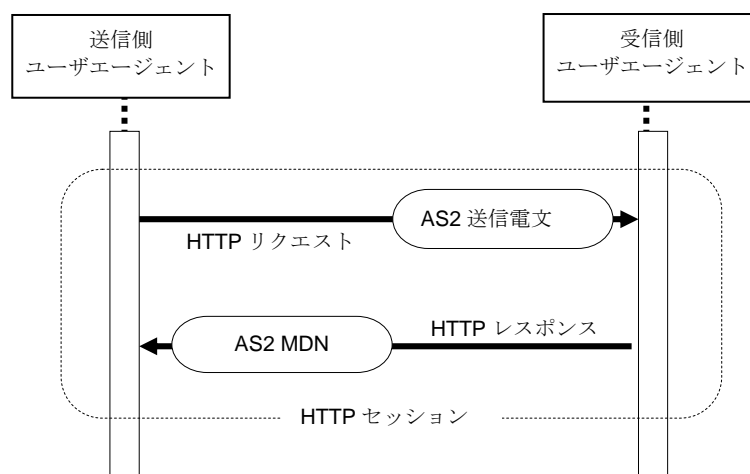 送信側
ユーザエージェント
受信側
ユーザエージェント
AS2 送信電文
HTTP リクエスト
HTTP レスポンス
AS2 MDN
HTTP セッション